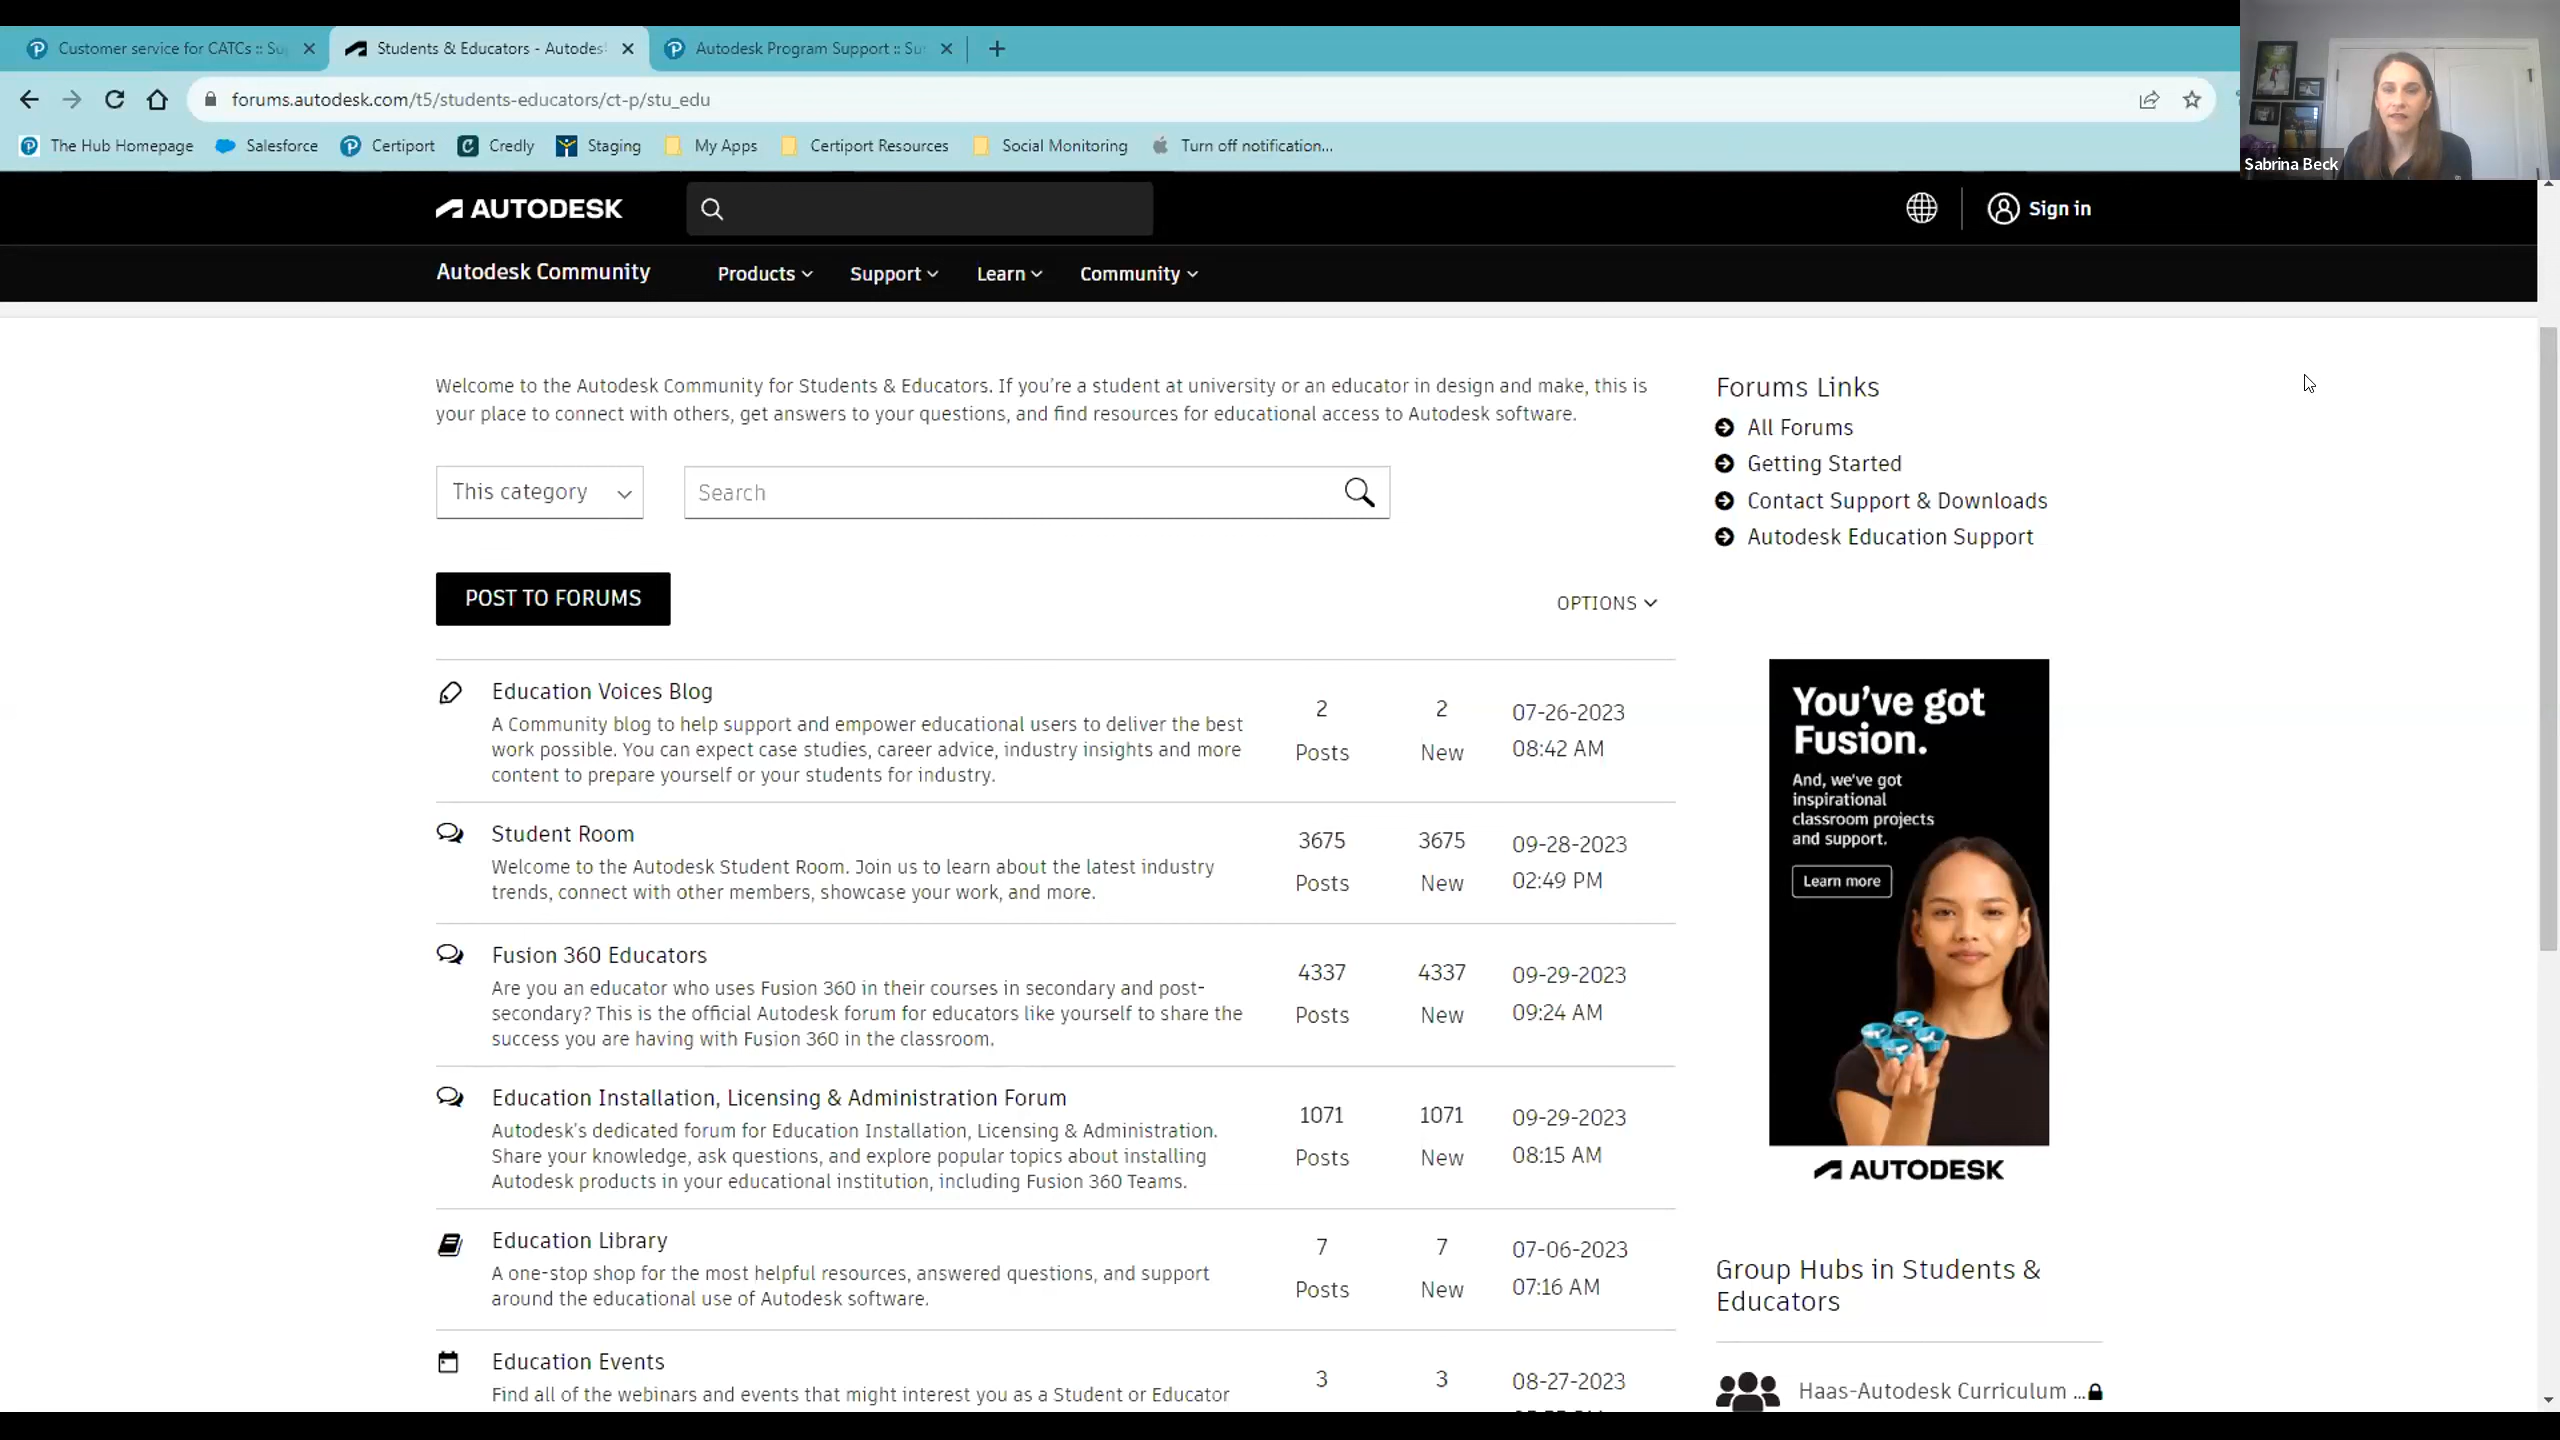 Customer service for CATCs :: Su
Students & Educators - Autodes
Autodesk Program Support :: Su
forums.autodesk.com/t5/students-educators/ct-p/stu_edu
The Hub Homepage
Salesforce
Certiport
Credly
Staging
My Apps
Certiport Resources
Social Monitoring
Turn off notification...
Sabrina Beck
AUTODESK
Sign in
Autodesk Community
Products
Support
Learn
Community
Welcome to the Autodesk Community for Students & Educators. If you're a student at university or an educator in design and make, this is
your place to connect with others, get answers to your questions, and find resources for educational access to Autodesk software.
This category
Search
POST TO FORUMS
OPTIONS
Education Voices Blog
A Community blog to help support and empower educational users to deliver the best
work possible. You can expect case studies, career advice, industry insights and more
content to prepare yourself or your students for industry.
2
Posts
2
New
07-26-2023
08:42 AM
Student Room
Welcome to the Autodesk Student Room. Join us to learn about the latest industry
trends, connect with other members, showcase your work, and more.
3675
Posts
3675
New
09-28-2023
02:49 PM
Fusion 360 Educators
Are you an educator who uses Fusion 360 in their courses in secondary and post-
secondary? This is the official Autodesk forum for educators like yourself to share the
success you are having with Fusion 360 in the classroom.
4337
Posts
4337
New
09-29-2023
09:24 AM
Education Installation, Licensing & Administration Forum
Autodesk's dedicated forum for Education Installation, Licensing & Administration.
Share your knowledge, ask questions, and explore popular topics about installing
Autodesk products in your educational institution, including Fusion 360 Teams.
1071
Posts
1071
New
09-29-2023
08:15 AM
Education Library
A one-stop shop for the most helpful resources, answered questions, and support
around the educational use of Autodesk software.
7
Posts
7
New
07-06-2023
07:16 AM
Education Events
Find all of the webinars and events that might interest you as a Student or Educator
3
3
08-27-2023
Forums Links
All Forums
Getting Started
Contact Support & Downloads
Autodesk Education Support
You've got
Fusion.
And, we've got
inspirational
classroom projects
and support.
Learn more
AUTODESK
Group Hubs in Students &
Educators
Haas-Autodesk Curriculum ...